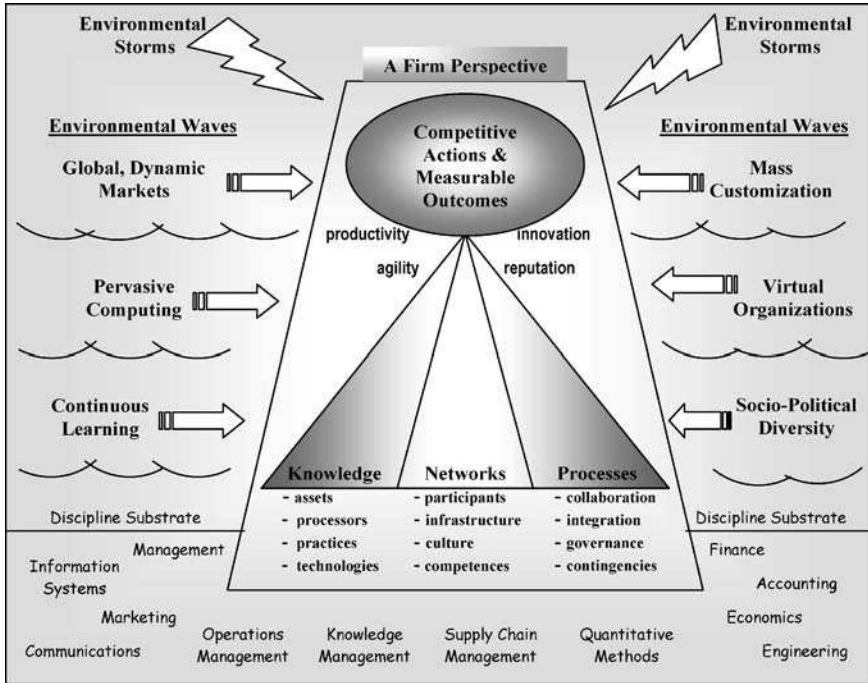 Environmental
Storms
Environmental
Storms
A Firm Perspective
Environmental Waves
Environmental Waves
Competitive
Actions &
Measurable
Outcomes
Global, Dynamic
Markets
Mass
Customization
productivity
innovation
agility
reputation
Pervasive
Computing
Virtual
Organizations
Continuous
Learning
Socio-Political
Diversity
Knowledge
- assets
- processors
- practices
- technologies
Networks
- participants
- infrastructure
- culture
- competences
Processes
- collaboration
- integration
- governance
- contingencies
Discipline Substrate
Discipline Substrate
Management
Information
Systems
Marketing
Communications
Operations
Management
Knowledge
Management
Supply Chain
Management
Quantitative
Methods
Finance
Accounting
Economics
Engineering